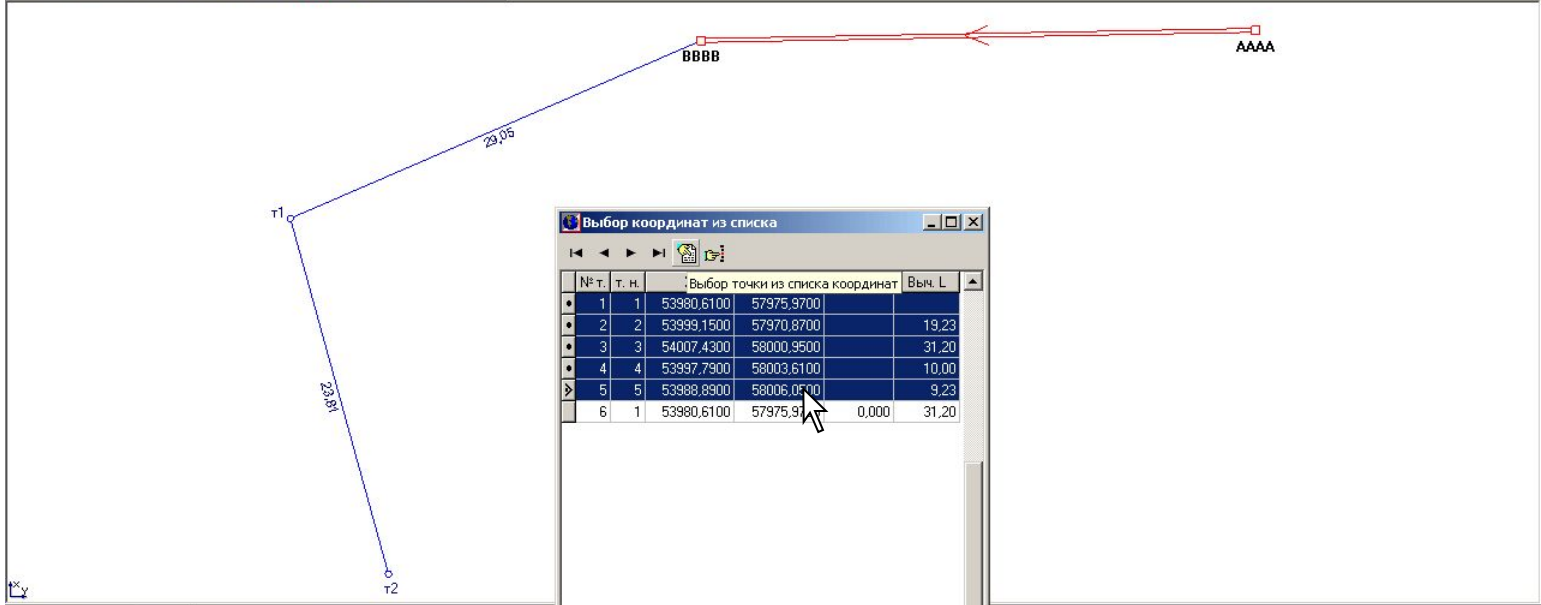 AAAA
BBBB
29,05
т1
Выбор координат из списка
№ т. т. н. Выбор точки из списка координат Выч. L
1 1 53980,6100 57975,9700
2 2 53999,1500 57970,8700 19,23
3 3 54007,4300 58000,9500 31,20
4 4 53997,7900 58003,6100 10,00
5 5 53988,8900 58006,0500 9,23
6 1 53980,6100 0,000 31,20
23,81
т2
x
y